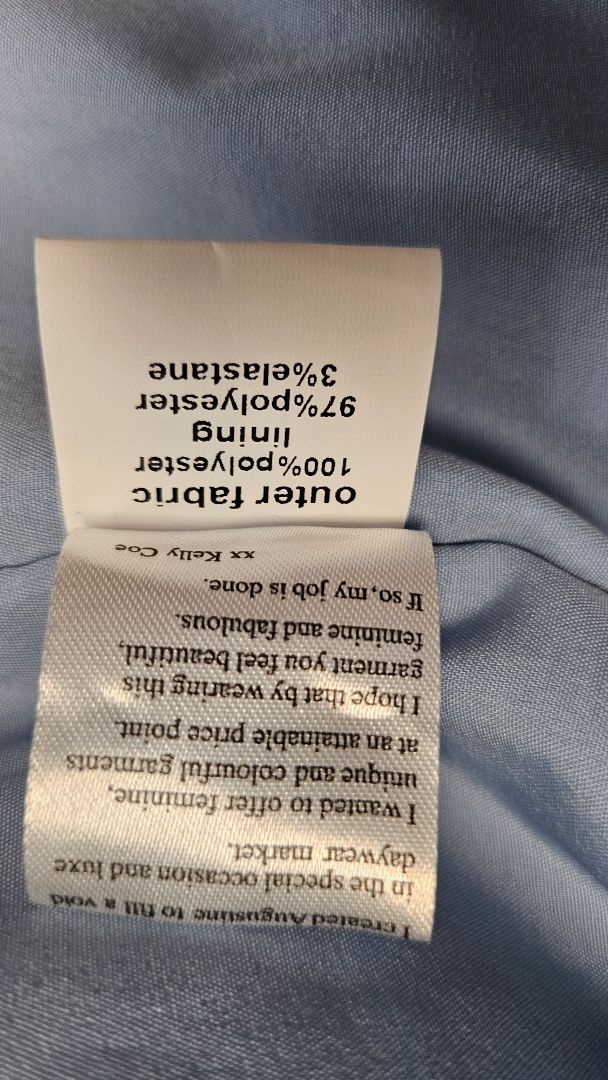 I created Augustine to fill a void
in the special occasion and luxe
daywear market.
I wanted to offer feminine,
unique and colourful garments
at an attainable price point.
I hope that by wearing this
garment you feel beautiful,
feminine and fabulous.
If so, my job is done.
xx Kelly Coe
outer fabric
100%polyester
lining
97%polyester
3%elastane